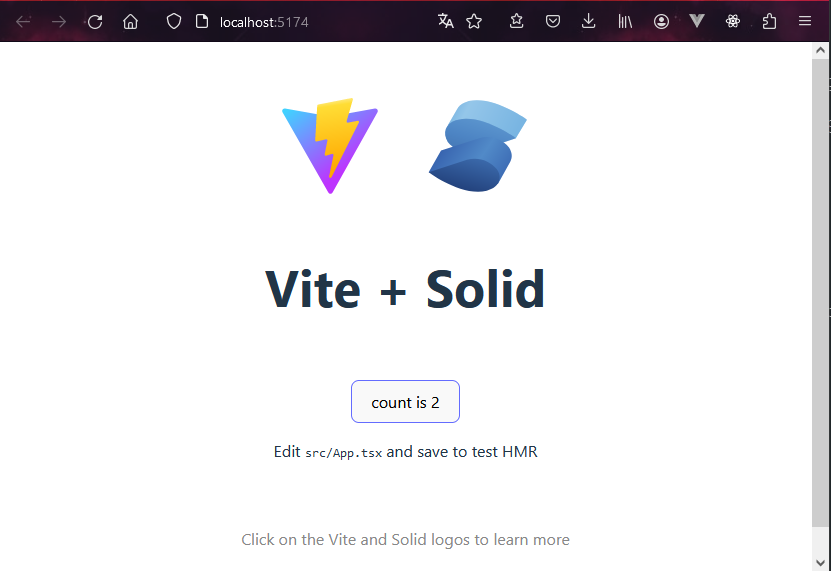 localhost:5174
Vite + Solid
count is 2
Edit src/App.tsx and save to test HMR
Click on the Vite and Solid logos to learn more